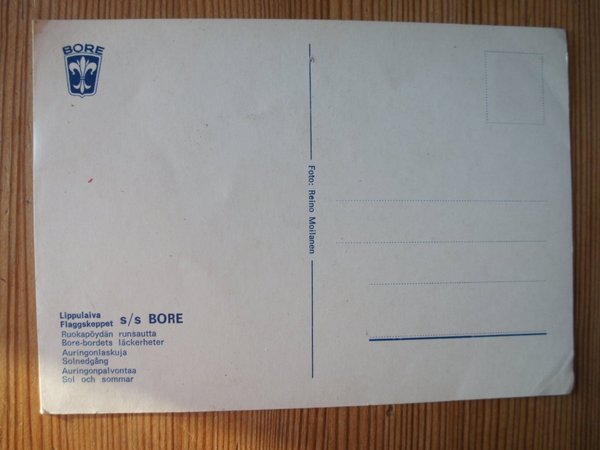 BORE
Lippulaiva
Flaggskeppet s/s BORE
Ruokapöydän runsautta
Bore-bordets läckerheter
Auringonlaskuja
Solnedgång
Auringonpalvontaa
Sol och sommar
Foto: Reino Moilanen